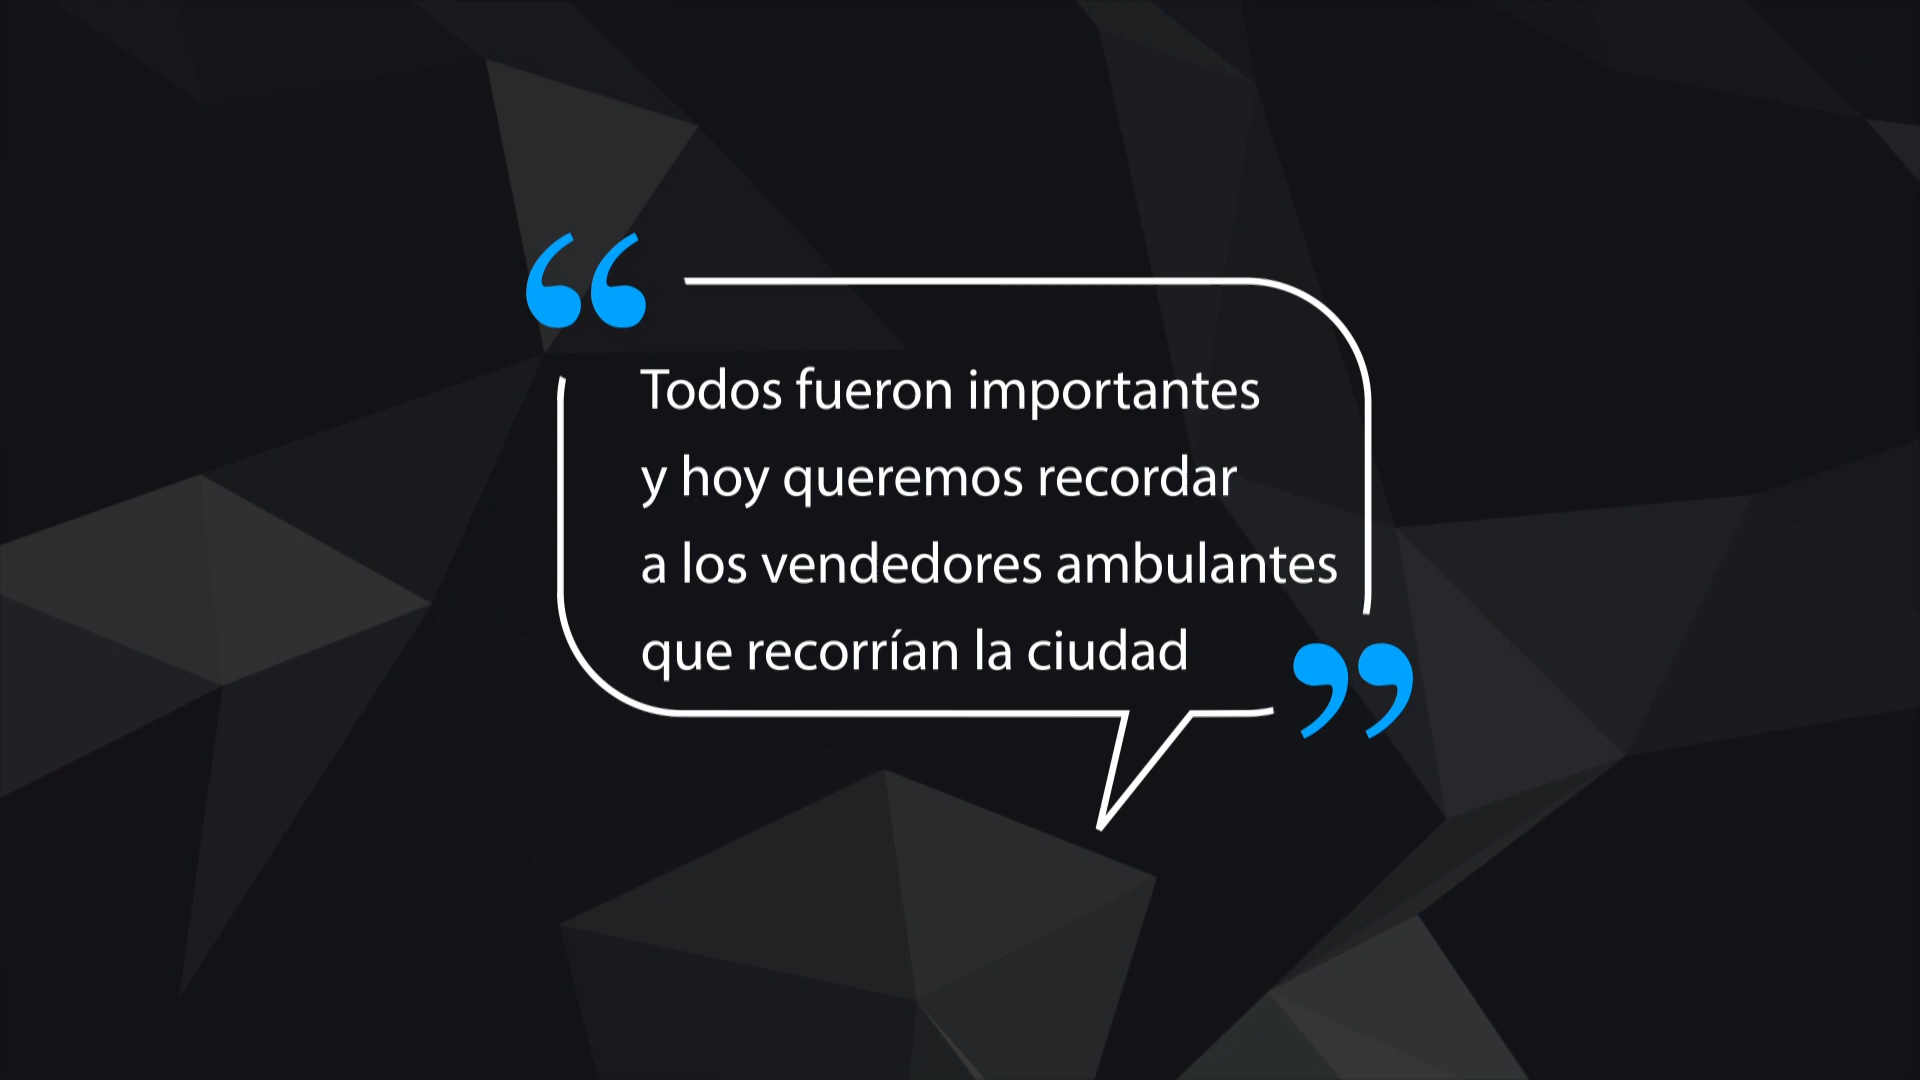 Todos fueron importantes
y hoy queremos recordar
a los vendedores ambulantes
que recorrían la ciudad